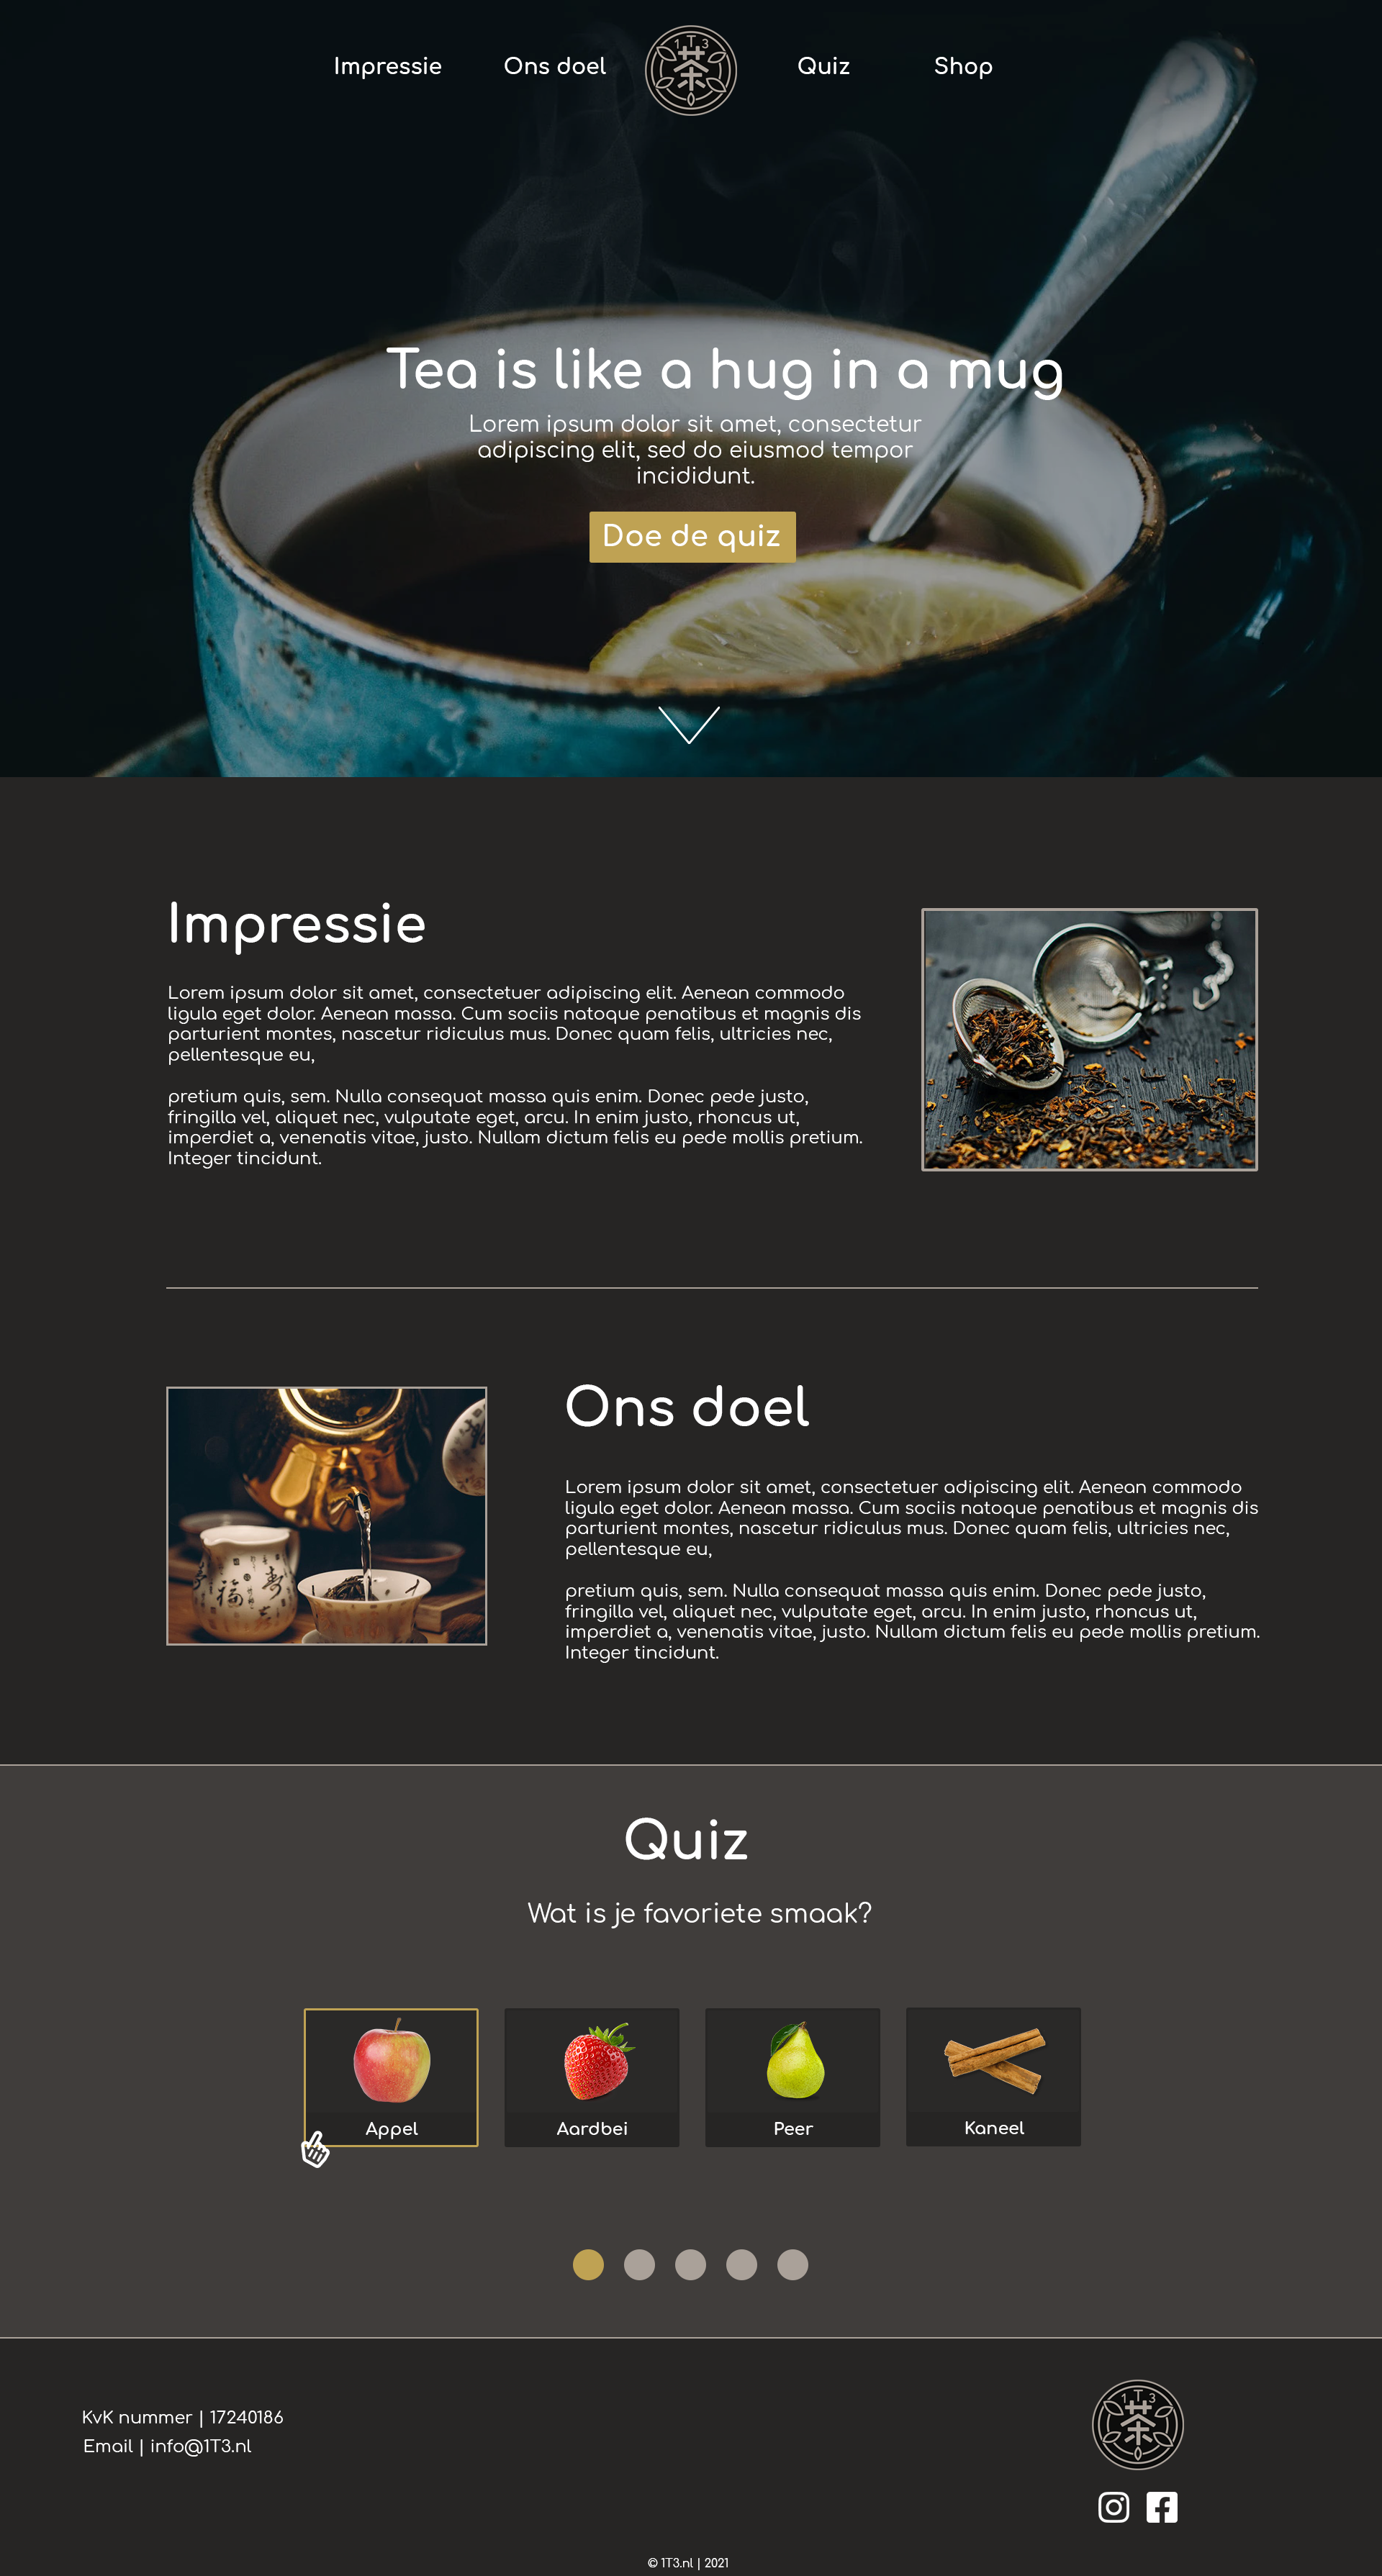 Impressie
Ons doel
1T3
茶
Quiz
Shop
Tea is like a hug in a mug
Lorem ipsum dolor sit amet, consectetur
adipiscing elit, sed do eiusmod tempor
incididunt.
Doe de quiz
Impressie
Lorem ipsum dolor sit amet, consectetuer adipiscing elit. Aenean commodo
ligula eget dolor. Aenean massa. Cum sociis natoque penatibus et magnis dis
parturient montes, nascetur ridiculus mus. Donec quam felis, ultricies nec,
pellentesque eu,
pretium quis, sem. Nulla consequat massa quis enim. Donec pede justo,
fringilla vel, aliquet nec, vulputate eget, arcu. In enim justo, rhoncus ut,
imperdiet a, venenatis vitae, justo. Nullam dictum felis eu pede mollis pretium.
Integer tincidunt.
福
寿
Ons doel
Lorem ipsum dolor sit amet, consectetuer adipiscing elit. Aenean commodo
ligula eget dolor. Aenean massa. Cum sociis natoque penatibus et magnis dis
parturient montes, nascetur ridiculus mus. Donec quam felis, ultricies nec,
pellentesque eu,
pretium quis, sem. Nulla consequat massa quis enim. Donec pede justo,
fringilla vel, aliquet nec, vulputate eget, arcu. In enim justo, rhoncus ut,
imperdiet a, venenatis vitae, justo. Nullam dictum felis eu pede mollis pretium.
Integer tincidunt.
Quiz
Wat is je favoriete smaak?
Appel
Aardbei
Peer
Kaneel
KvK nummer | 17240186
Email | info@1T3.nl
1T3
茶
© 1T3.nl | 2021